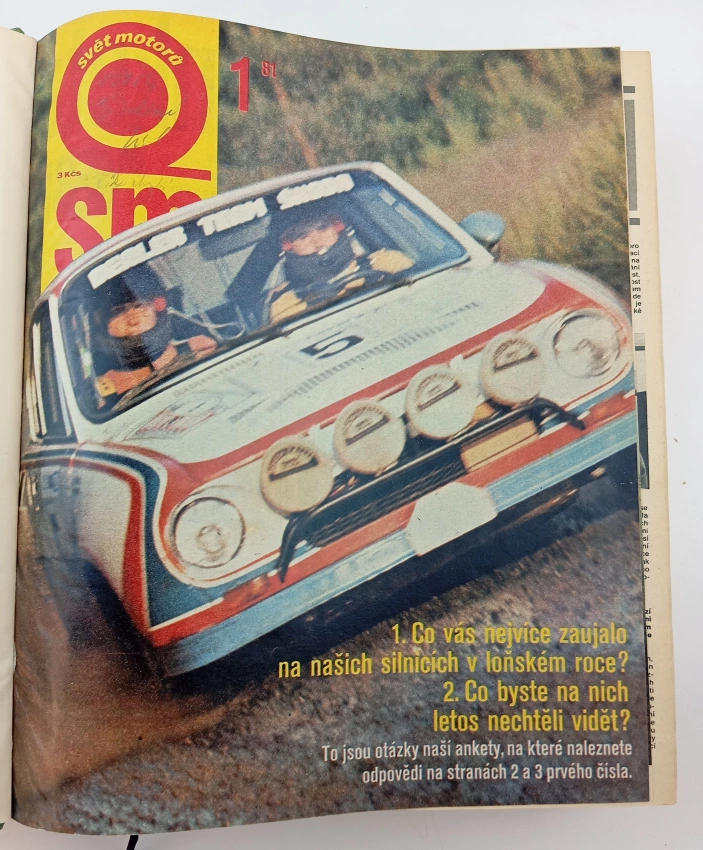 svět motorů
1 81
3 Kčs
sm
TEAM ŠKODA
5
1. Co vás nejvíce zaujalo
na našich silnicích v loňském roce?
2. Co byste na nich
letos nechtěli vidět?
To jsou otázky naší ankety, na které naleznete
odpovědi na stranách 2 a 3 prvého čísla.